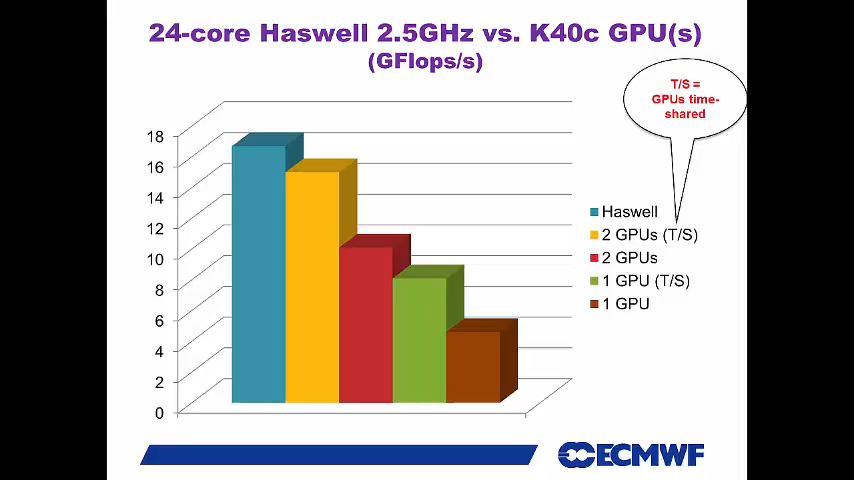 24-core Haswell 2.5GHz vs. K40c GPU(s)
(GFlops/s)
T/S =
GPUs time-
shared
18
16
14
12
10
8
6
4
2
0
Haswell
2 GPUs (T/S)
2 GPUs
1 GPU (T/S)
1 GPU
ECMWF